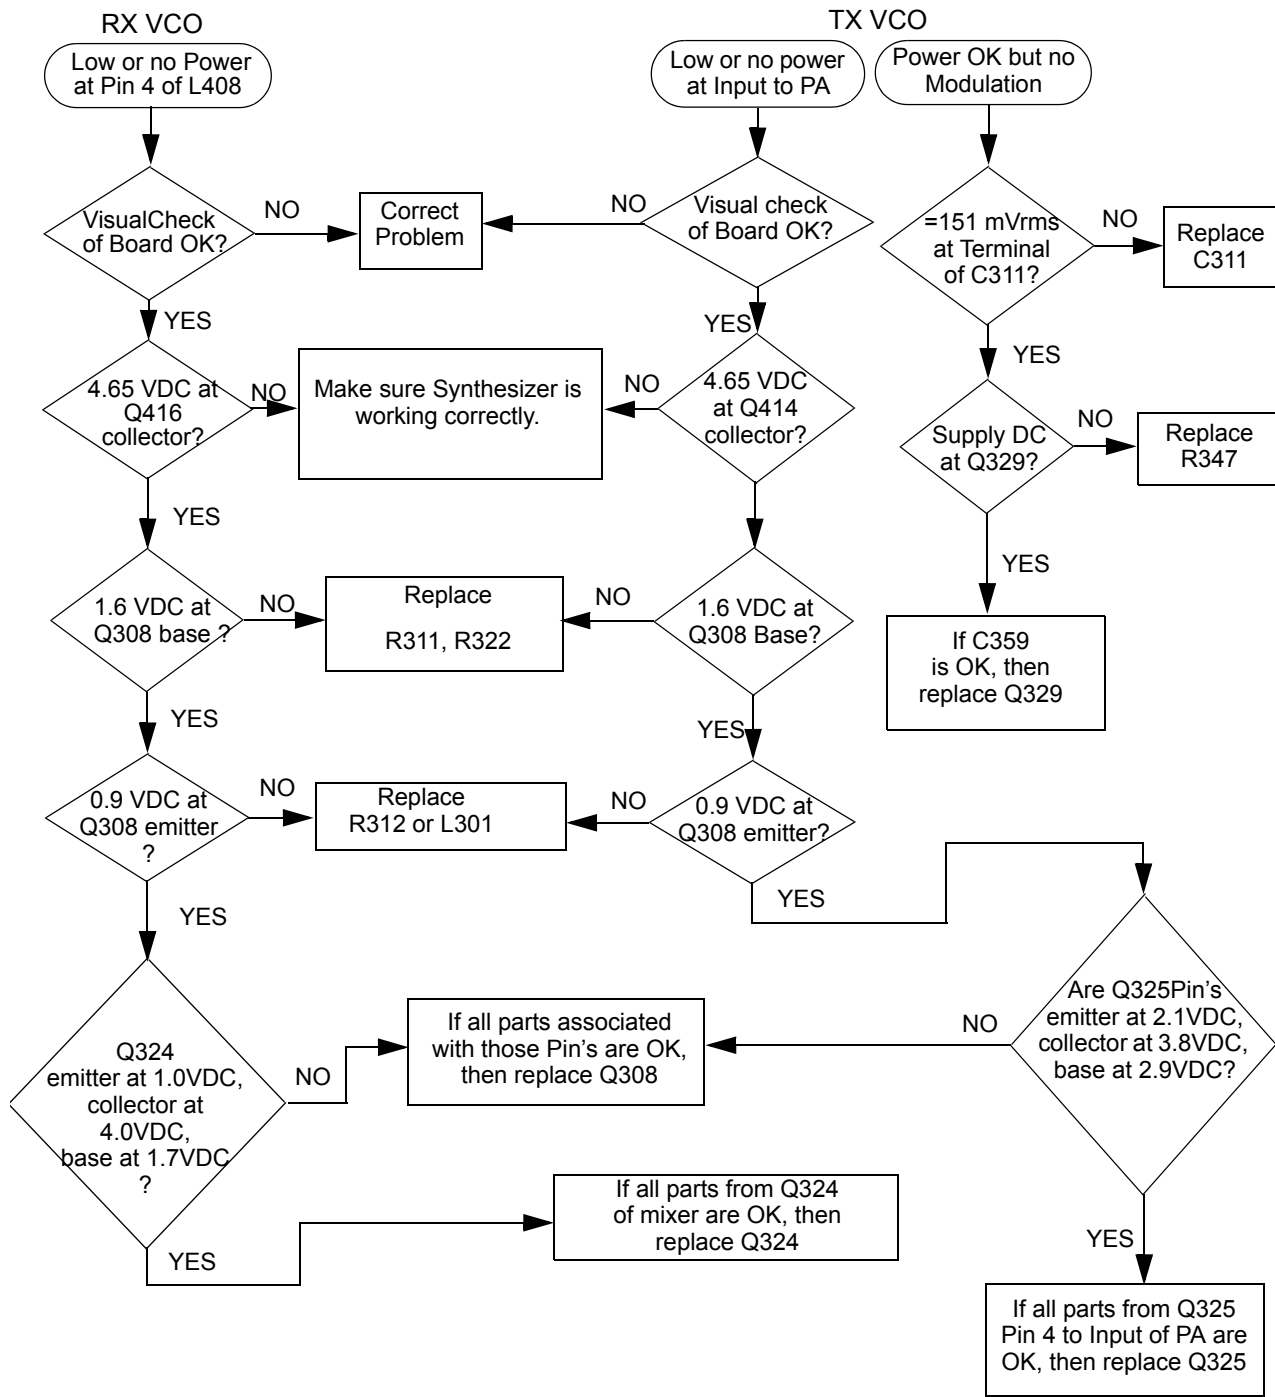 RX VCO
TX VCO
Low or no Power
at Pin 4 of L408
Low or no power
at Input to PA
Power OK but no
Modulation
VisualCheck
of Board OK?
NO
Correct
Problem
NO
Visual check
of Board OK?
=151 mVrms
at Terminal
of C311?
NO
Replace
C311
YES
YES
YES
4.65 VDC at
Q416
collector?
NO
Make sure Synthesizer is
working correctly.
NO
4.65 VDC
at Q414
collector?
Supply DC
at Q329?
NO
Replace
R347
YES
YES
1.6 VDC at
Q308 base ?
NO
Replace
R311, R322
NO
1.6 VDC at
Q308 Base?
If C359
is OK, then
replace Q329
YES
YES
0.9 VDC at
Q308 emitter
?
NO
Replace
R312 or L301
NO
0.9 VDC at
Q308 emitter?
YES
YES
Q324
emitter at 1.0VDC,
collector at
4.0VDC,
base at 1.7VDC
?
NO
If all parts associated
with those Pin's are OK,
then replace Q308
NO
Are Q325Pin's
emitter at 2.1VDC,
collector at 3.8VDC,
base at 2.9VDC?
YES
If all parts from Q324
of mixer are OK, then
replace Q324
YES
If all parts from Q325
Pin 4 to Input of PA are
OK, then replace Q325